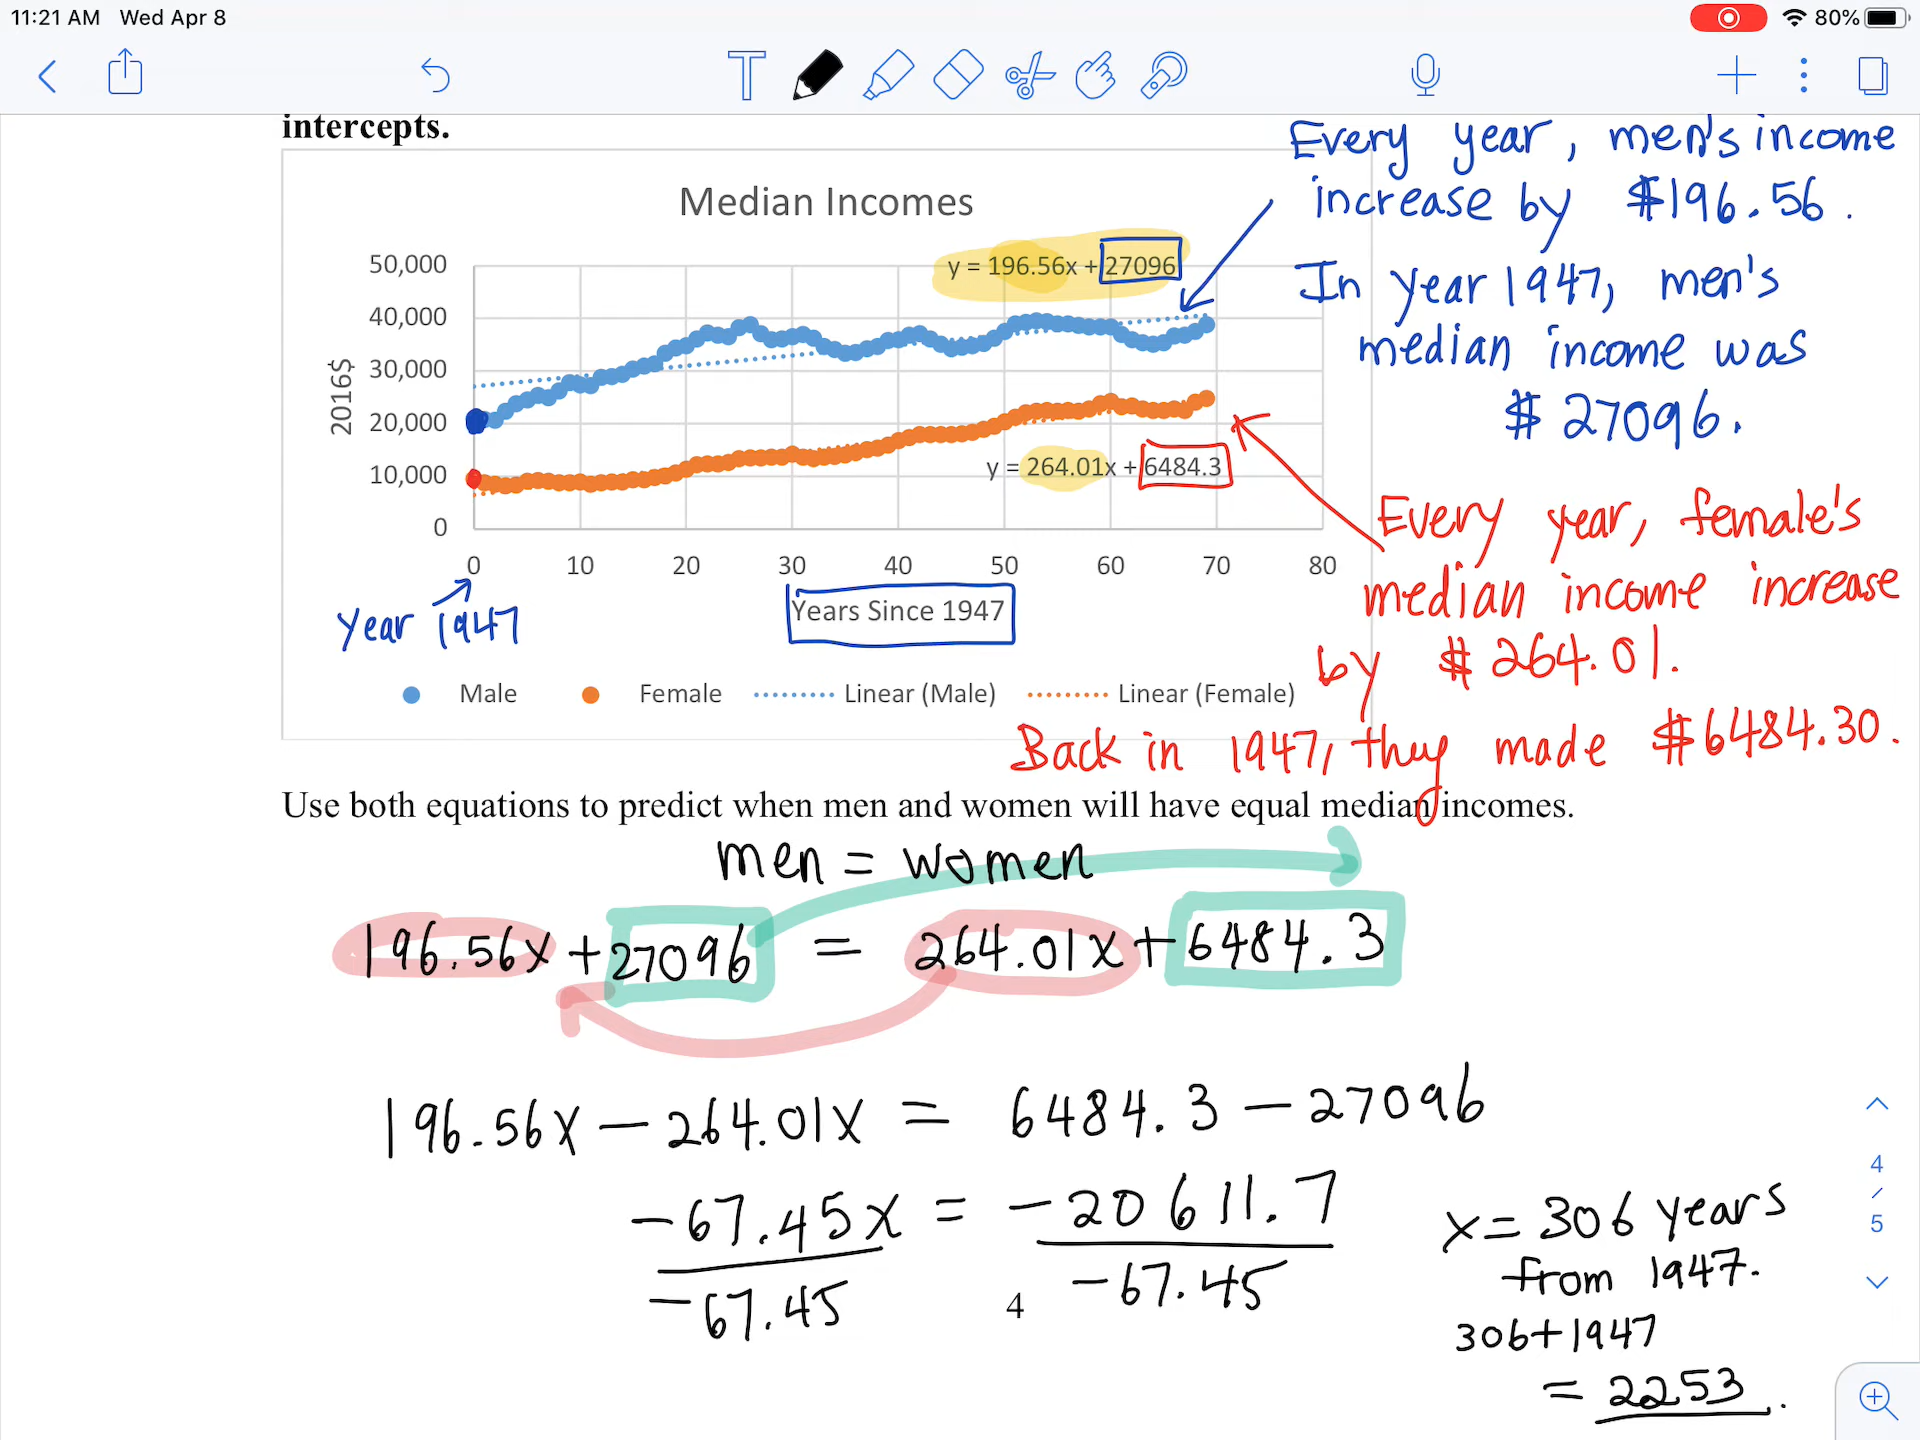 11:21 AM Wed Apr 8
80%
T
intercepts.
Every year, men's income
increase by $196.56.
In year 1947, men's
median income was
$ 27096.
Median Incomes
y = 196.56x + 27096
50,000
40,000
30,000
20,000
10,000
0
2016$
y = 264.01x + 6484.3
0 10 20 30 40 50 60 70 80
Year 1947
Years Since 1947
Male Female Linear (Male) Linear (Female)
Every year, female's
median income increase
by $ 264.01.
Back in 1947, they made $6484.30.
Use both equations to predict when men and women will have equal median incomes.
men = women
196.56x + 27096 = 264.01x + 6484.3
196.56x - 264.01x = 6484.3 - 27096
-67.45x = -20611.7
-67.45 -67.45
x = 306 years
from 1947.
306+1947
= 2253.
4
4
/
5